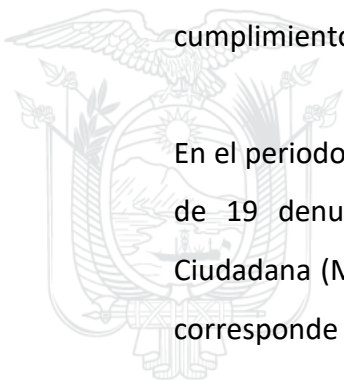 cumplimiento
En el periodo
de 19 denu
Ciudadana (M
corresponde